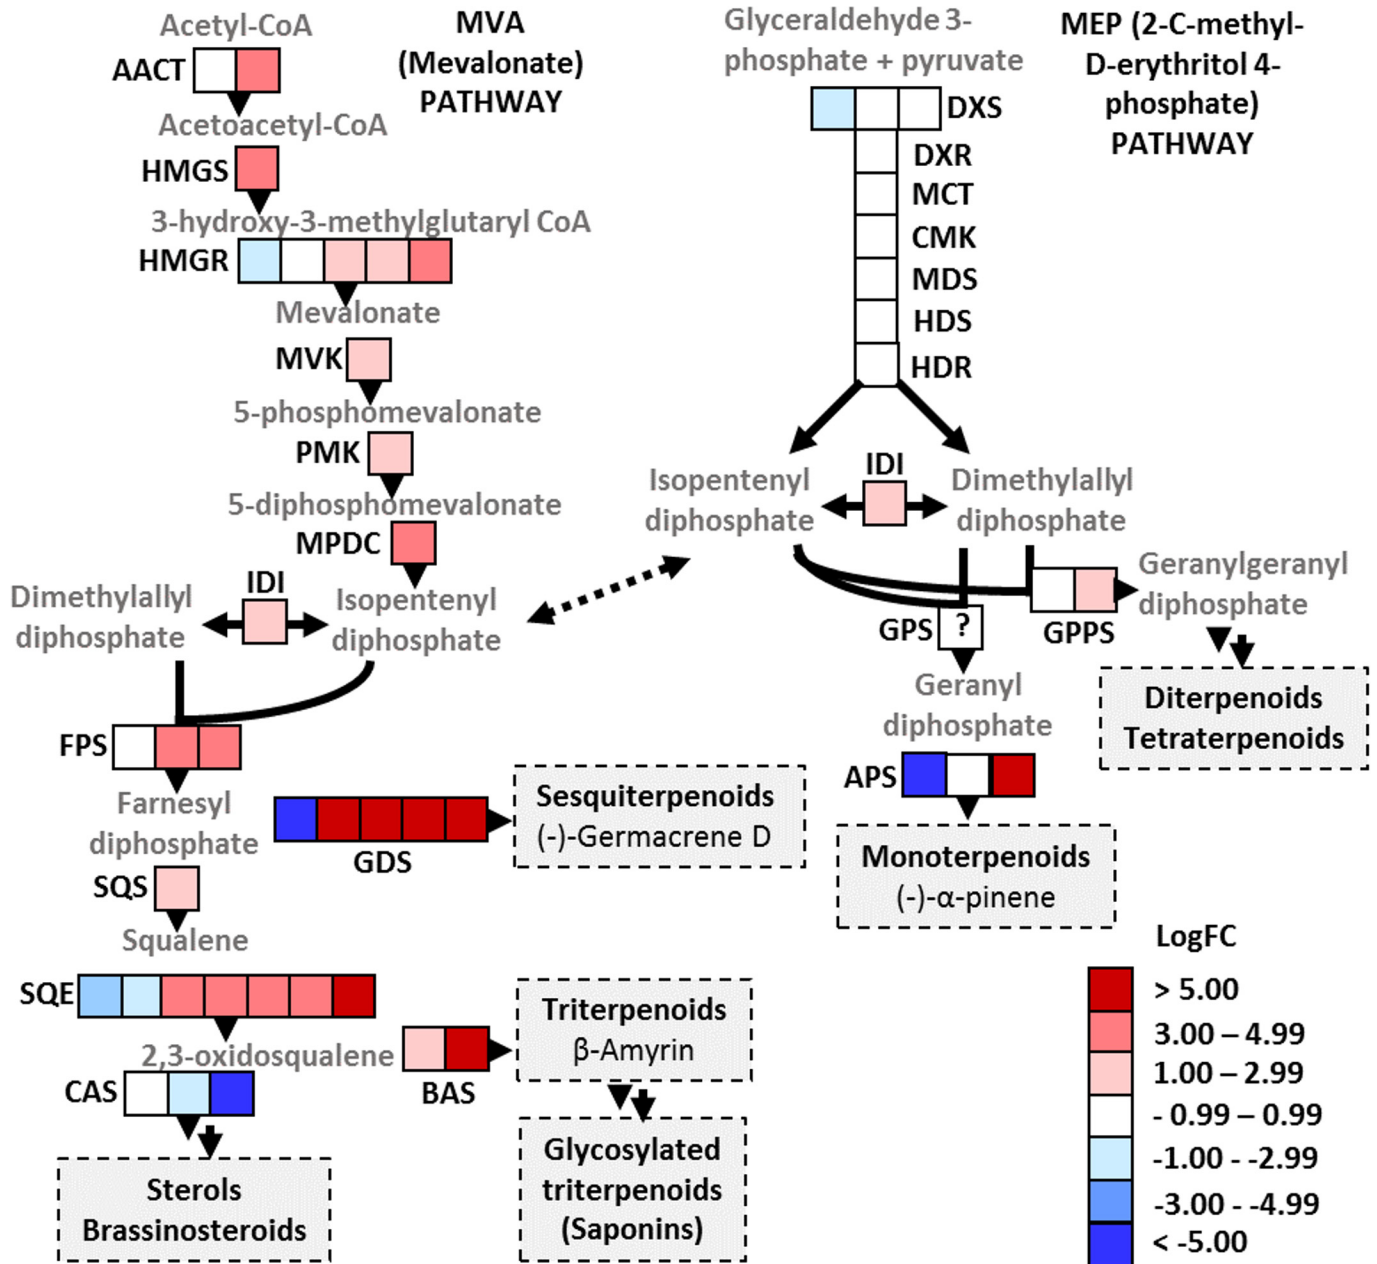 Acetyl-CoA
AACT
Acetoacetyl-CoA
HMGS
3-hydroxy-3-methylglutaryl CoA
HMGR
Mevalonate
MVK
5-phosphomevalonate
PMK
5-diphosphomevalonate
MPDC
MVA
(Mevalonate)
PATHWAY
Dimethylallyl
diphosphate
IDI
Isopentenyl
diphosphate
FPS
Farnesyl
diphosphate
GDS
Sesquiterpenoids
(-)-Germacrene D
SQS
Squalene
SQE
2,3-oxidosqualene
CAS
BAS
Triterpenoids
β-Amyrin
Glycosylated
triterpenoids
(Saponins)
Sterols
Brassinosteroids
Glyceraldehyde 3-
phosphate + pyruvate
MEP (2-C-methyl-
D-erythritol 4-
phosphate)
PATHWAY
DXS
DXR
MCT
CMK
MDS
HDS
HDR
Isopentenyl
diphosphate
IDI
Dimethylallyl
diphosphate
GPS
?
GPPS
Geranylgeranyl
diphosphate
Diterpenoids
Tetraterpenoids
Geranyl
diphosphate
APS
Monoterpenoids
(-)-α-pinene
LogFC
> 5.00
3.00 – 4.99
1.00 – 2.99
- 0.99 – 0.99
-1.00 - -2.99
-3.00 - -4.99
< -5.00